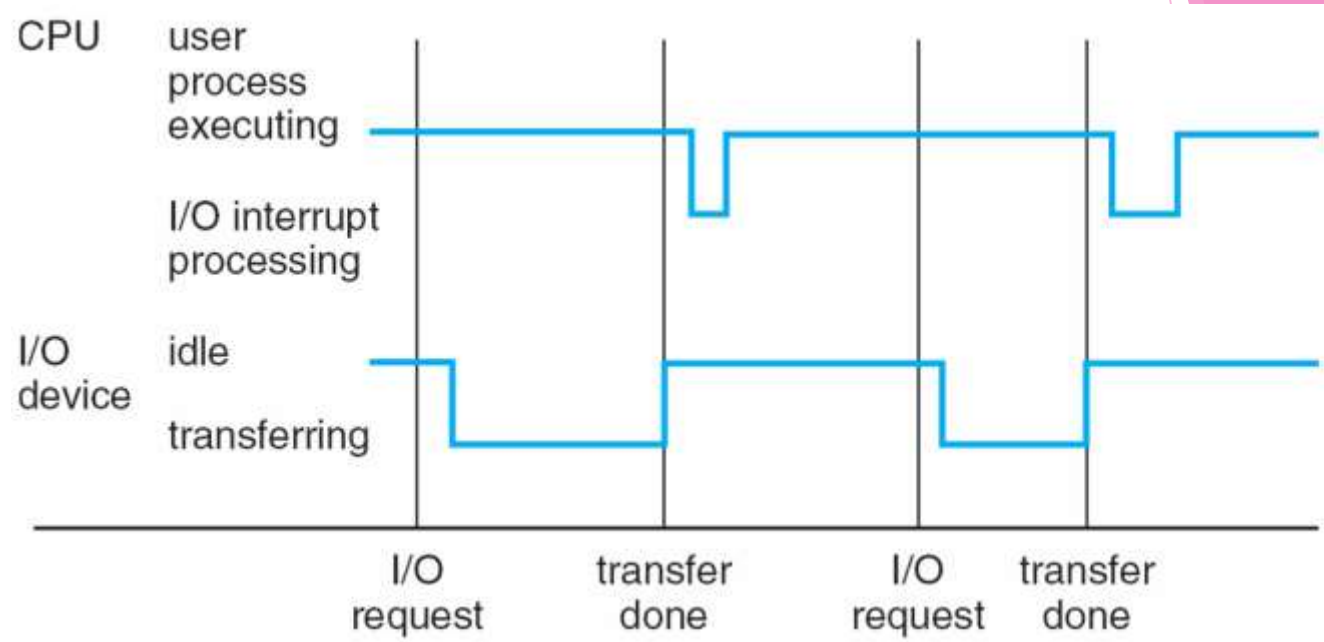 CPU user
process
executing
I/O interrupt
processing
I/O idle
device
transferring
I/O transfer I/O transfer
request done request done